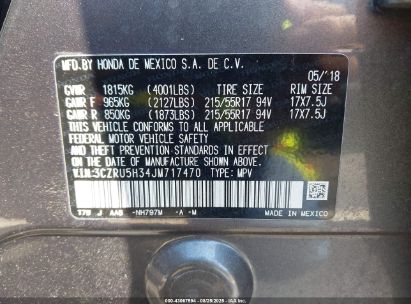 MFD.BY HONDA DE MEXICO S.A. DE C.V.
05/'18
GVWR 1815KG (4001LBS) TIRE SIZE RIM SIZE
GAWR F 965KG (2127LBS) 215/55R17 94V 17X7.5J
GAWR R 850KG (1873LBS) 215/55R17 94V 17X7.5J
THIS VEHICLE CONFORMS TO ALL APPLICABLE
FEDERAL MOTOR VEHICLE SAFETY AND
THEFT PREVENTION STANDARDS IN EFFECT
ON THE DATE OF MANUFACTURE SHOWN ABOVE.
V.I.N:3CZRU5H34JM717470 TYPE: MPV
MADE IN MEXICO
T7W J AA6 -NH797M -A -M